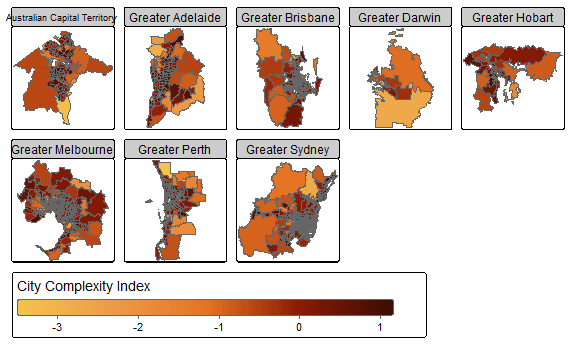 Australian Capital Territory
Greater Adelaide
Greater Brisbane
Greater Darwin
Greater Hobart
Greater Melbourne
Greater Perth
Greater Sydney
City Complexity Index
-3 -2 -1 0 1